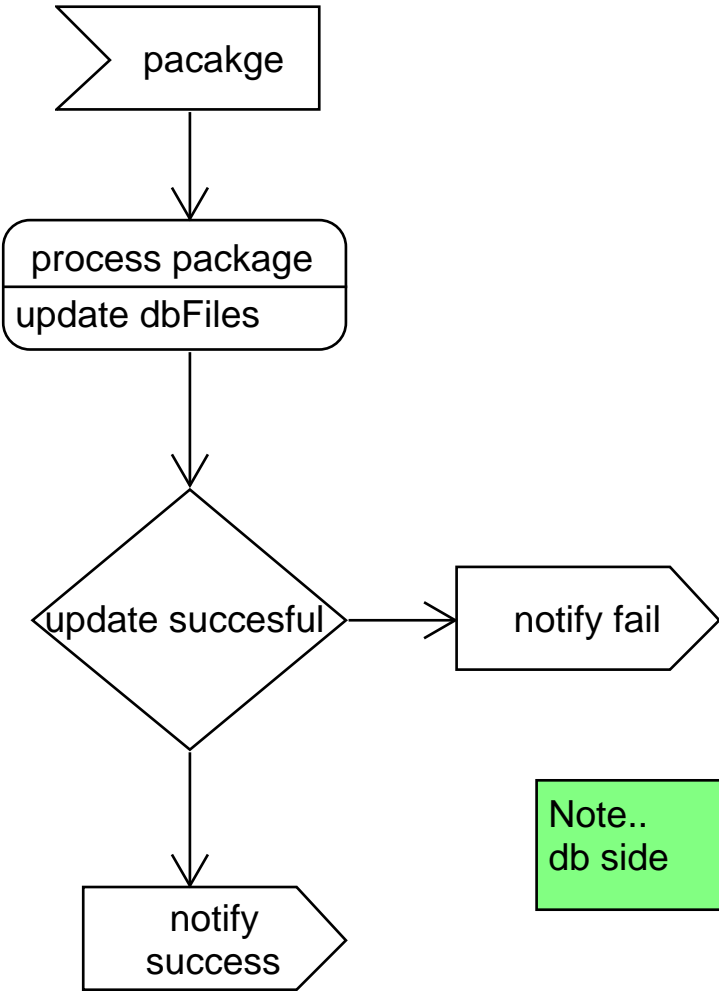 pacakge
process package
update dbFiles
update succesful
notify fail
Note..
db side
notify
success